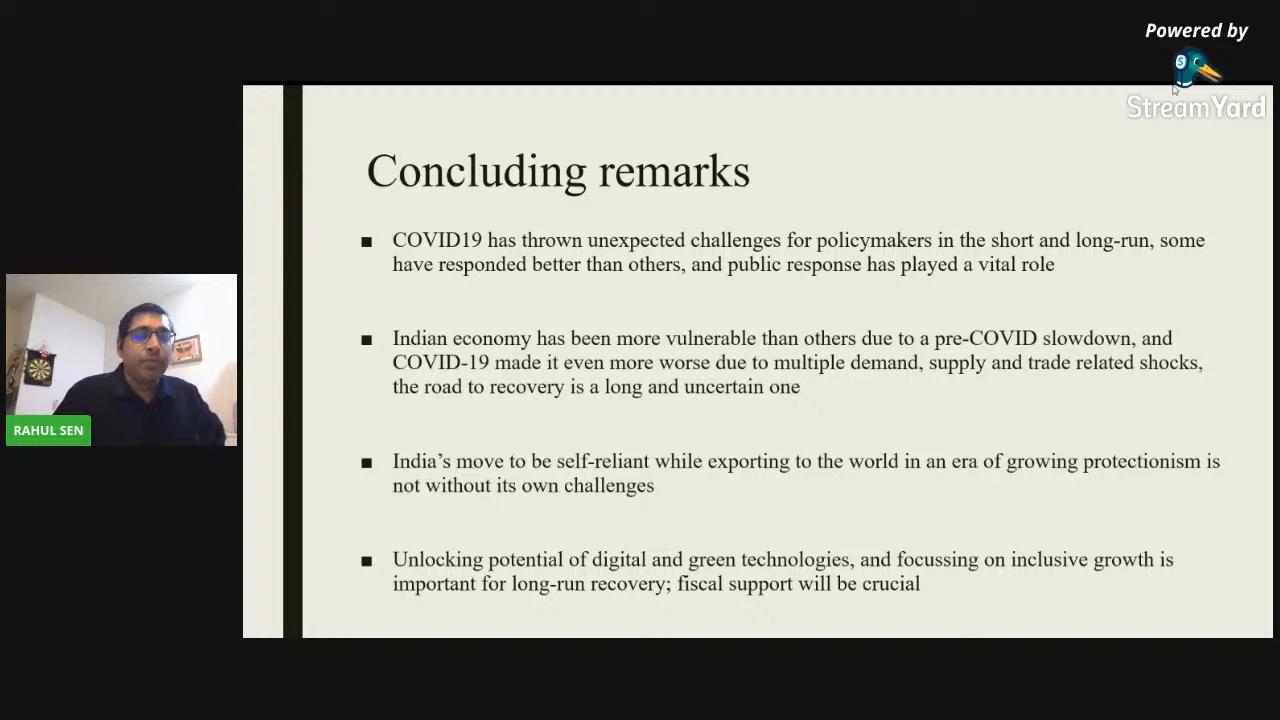 Powered by
StreamYard
Concluding remarks
■ COVID19 has thrown unexpected challenges for policymakers in the short and long-run, some
have responded better than others, and public response has played a vital role
■ Indian economy has been more vulnerable than others due to a pre-COVID slowdown, and
COVID-19 made it even more worse due to multiple demand, supply and trade related shocks,
the road to recovery is a long and uncertain one
■ India’s move to be self-reliant while exporting to the world in an era of growing protectionism is
not without its own challenges
■ Unlocking potential of digital and green technologies, and focussing on inclusive growth is
important for long-run recovery; fiscal support will be crucial
RAHUL SEN